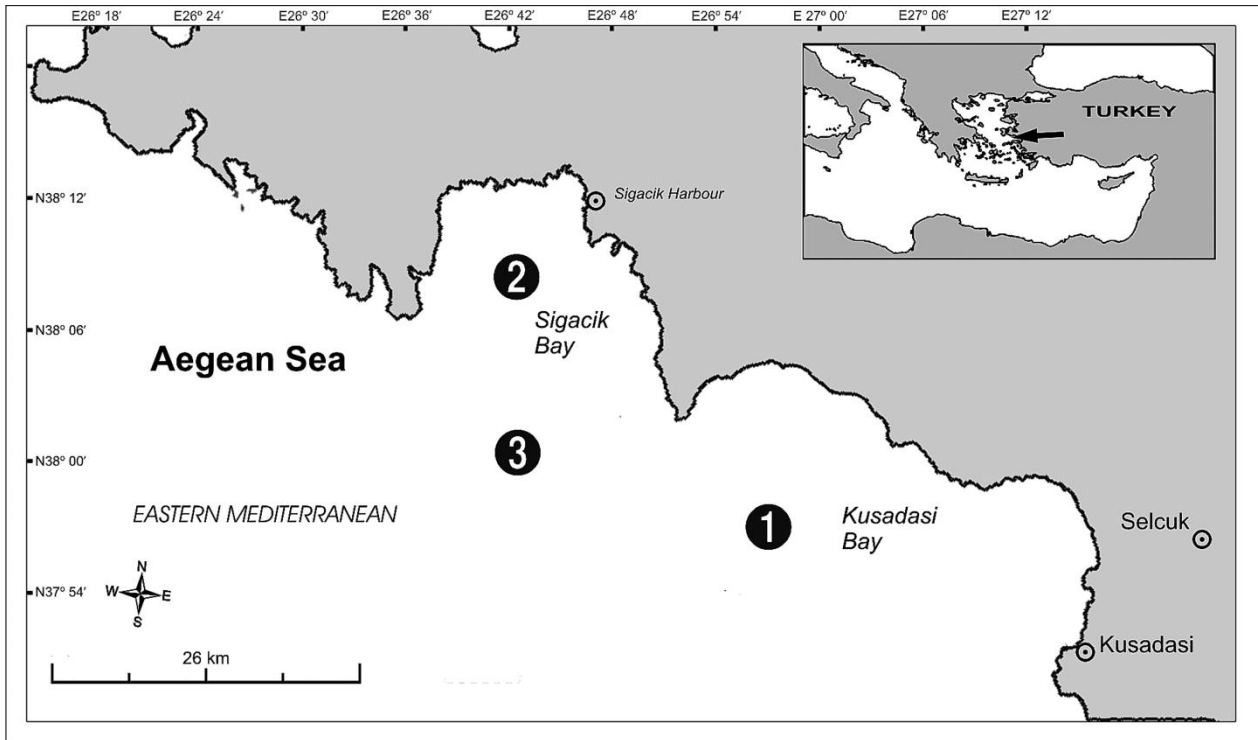 E26° 18' E26° 24' E26° 30' E26° 36' E26° 42' E26° 48' E26° 54' E 27° 00' E27° 06' E27° 12'
TURKEY
N38° 12'
Sigacik Harbour
2
Sigacik
Bay
N38° 06'
Aegean Sea
3
N38° 00'
EASTERN MEDITERRANEAN
1
Kusadasi
Bay
Selcuk
N37° 54'
N
W E
S
Kusadasi
26 km